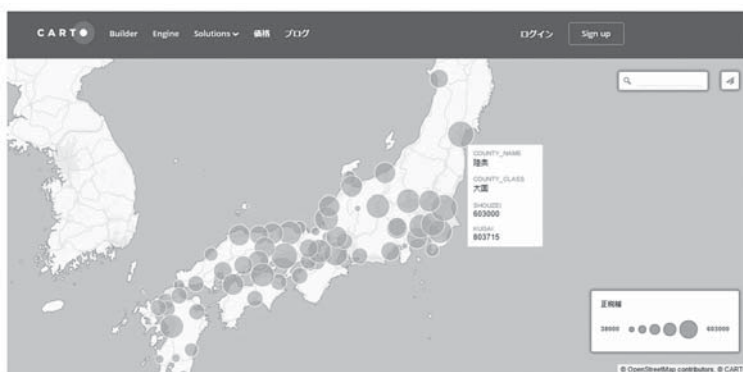 CARTO Builder Engine Solutions 価格 ブログ ログイン Sign up
COUNTY_NAME
陸奥
COUNTY_CLASS
大国
SHOUZEI
603000
KUGAI
803715
正税稲
38000 683000
© OpenStreetMap contributors, © CART